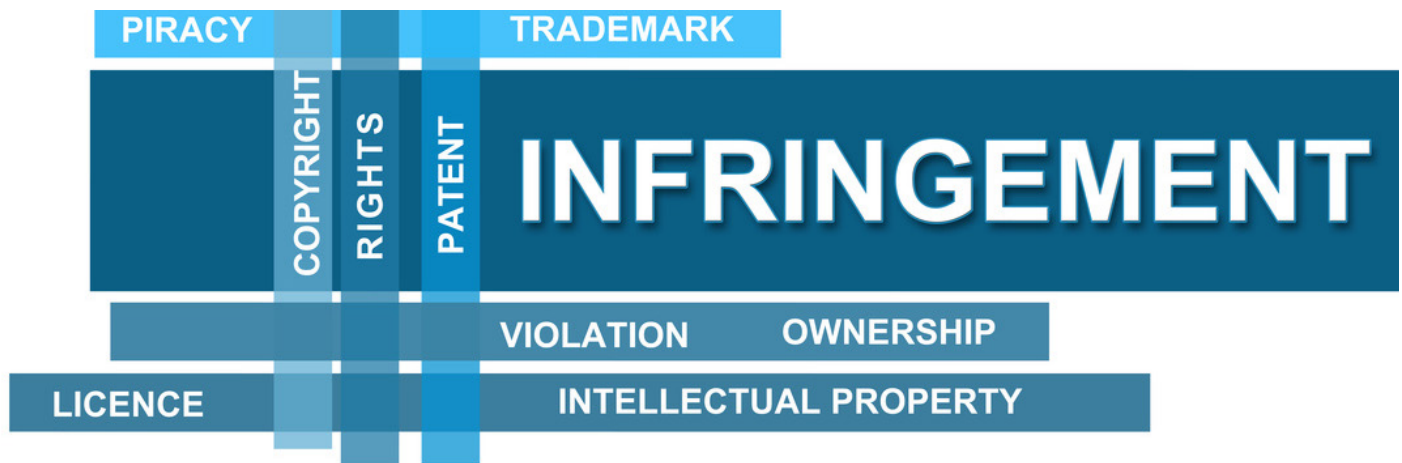 PIRACY TRADEMARK
COPYRIGHT
RIGHTS
PATENT
INFRINGEMENT
VIOLATION OWNERSHIP
LICENCE INTELLECTUAL PROPERTY